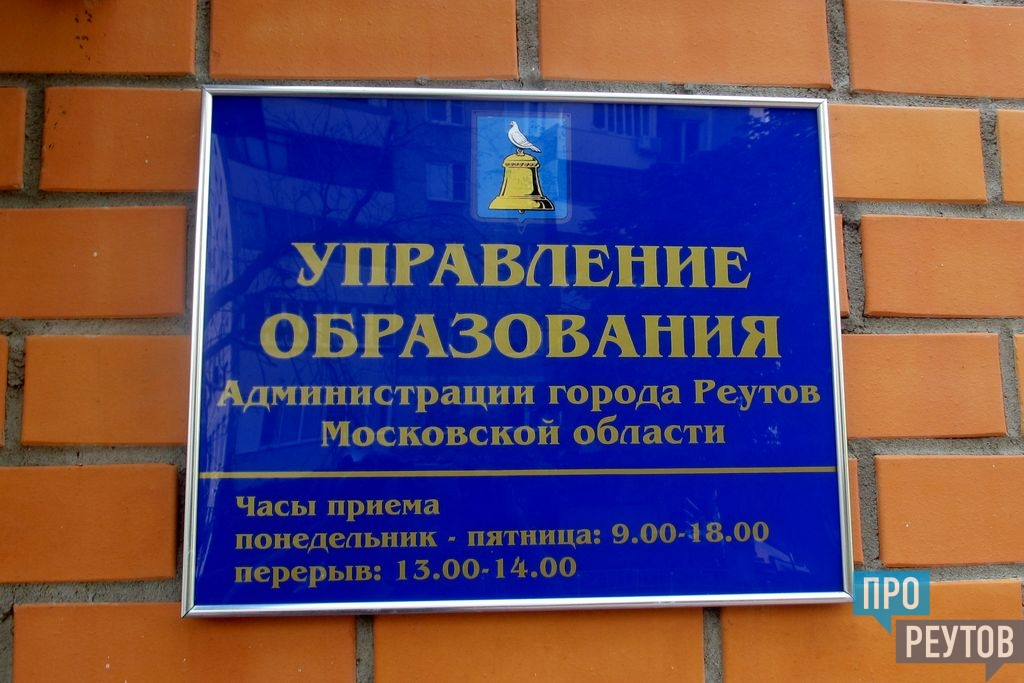 УПРАВЛЕНИЕ
ОБРАЗОВАНИЯ
Администрации города Реутов
Московской области
Часы приема
понедельник - пятница: 9.00-18.00
перерыв: 13.00-14.00
ПРО
РЕУТОВ